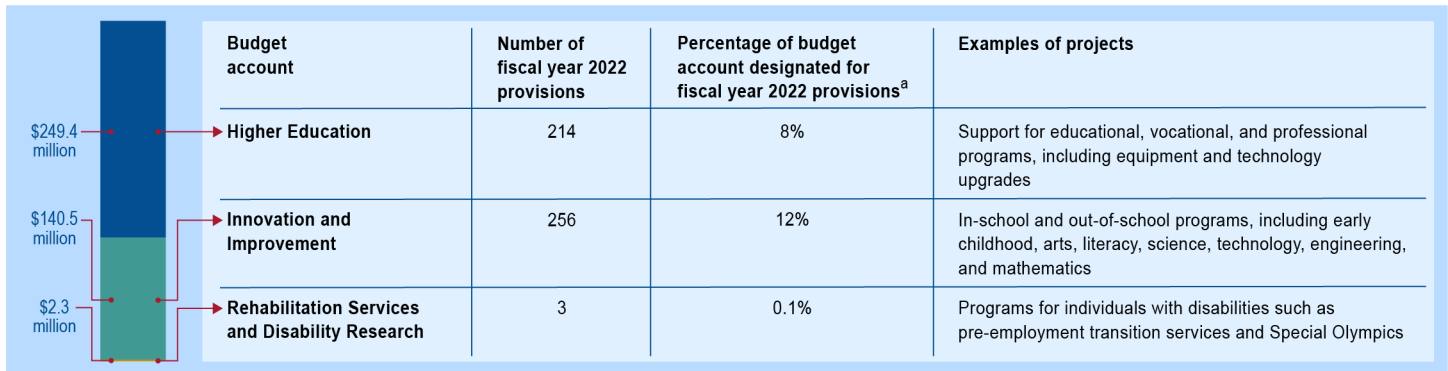 Budget
account
Number of
fiscal year 2022
provisions
Percentage of budget
account designated for
fiscal year 2022 provisionsa
Examples of projects
$249.4
million
Higher Education
214
8%
Support for educational, vocational, and professional
programs, including equipment and technology
upgrades
$140.5
million
Innovation and
Improvement
256
12%
In-school and out-of-school programs, including early
childhood, arts, literacy, science, technology, engineering,
and mathematics
$2.3
million
Rehabilitation Services
and Disability Research
3
0.1%
Programs for individuals with disabilities such as
pre-employment transition services and Special Olympics